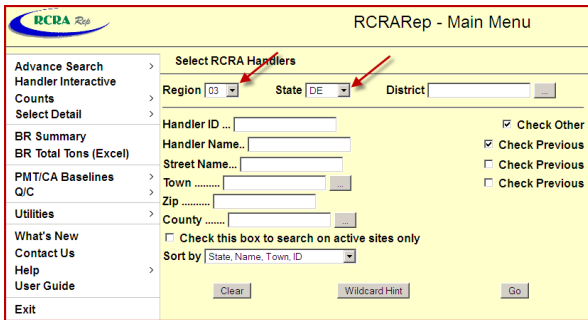 RCRA Rep
RCRARep - Main Menu
Advance Search >
Handler Interactive
Counts >
Select Detail >
BR Summary
BR Total Tons (Excel)
PMT/CA Baselines >
Q/C >
Utilities >
What's New
Contact Us
Help >
User Guide
Exit
Select RCRA Handlers
Region 03 State DE District ...
Handler ID ... Check Other
Handler Name.. Check Previous
Street Name... Check Previous
Town ......... ... Check Previous
Zip ..........
County ....... ...
Check this box to search on active sites only
Sort by State, Name, Town, ID
Clear Wildcard Hint Go